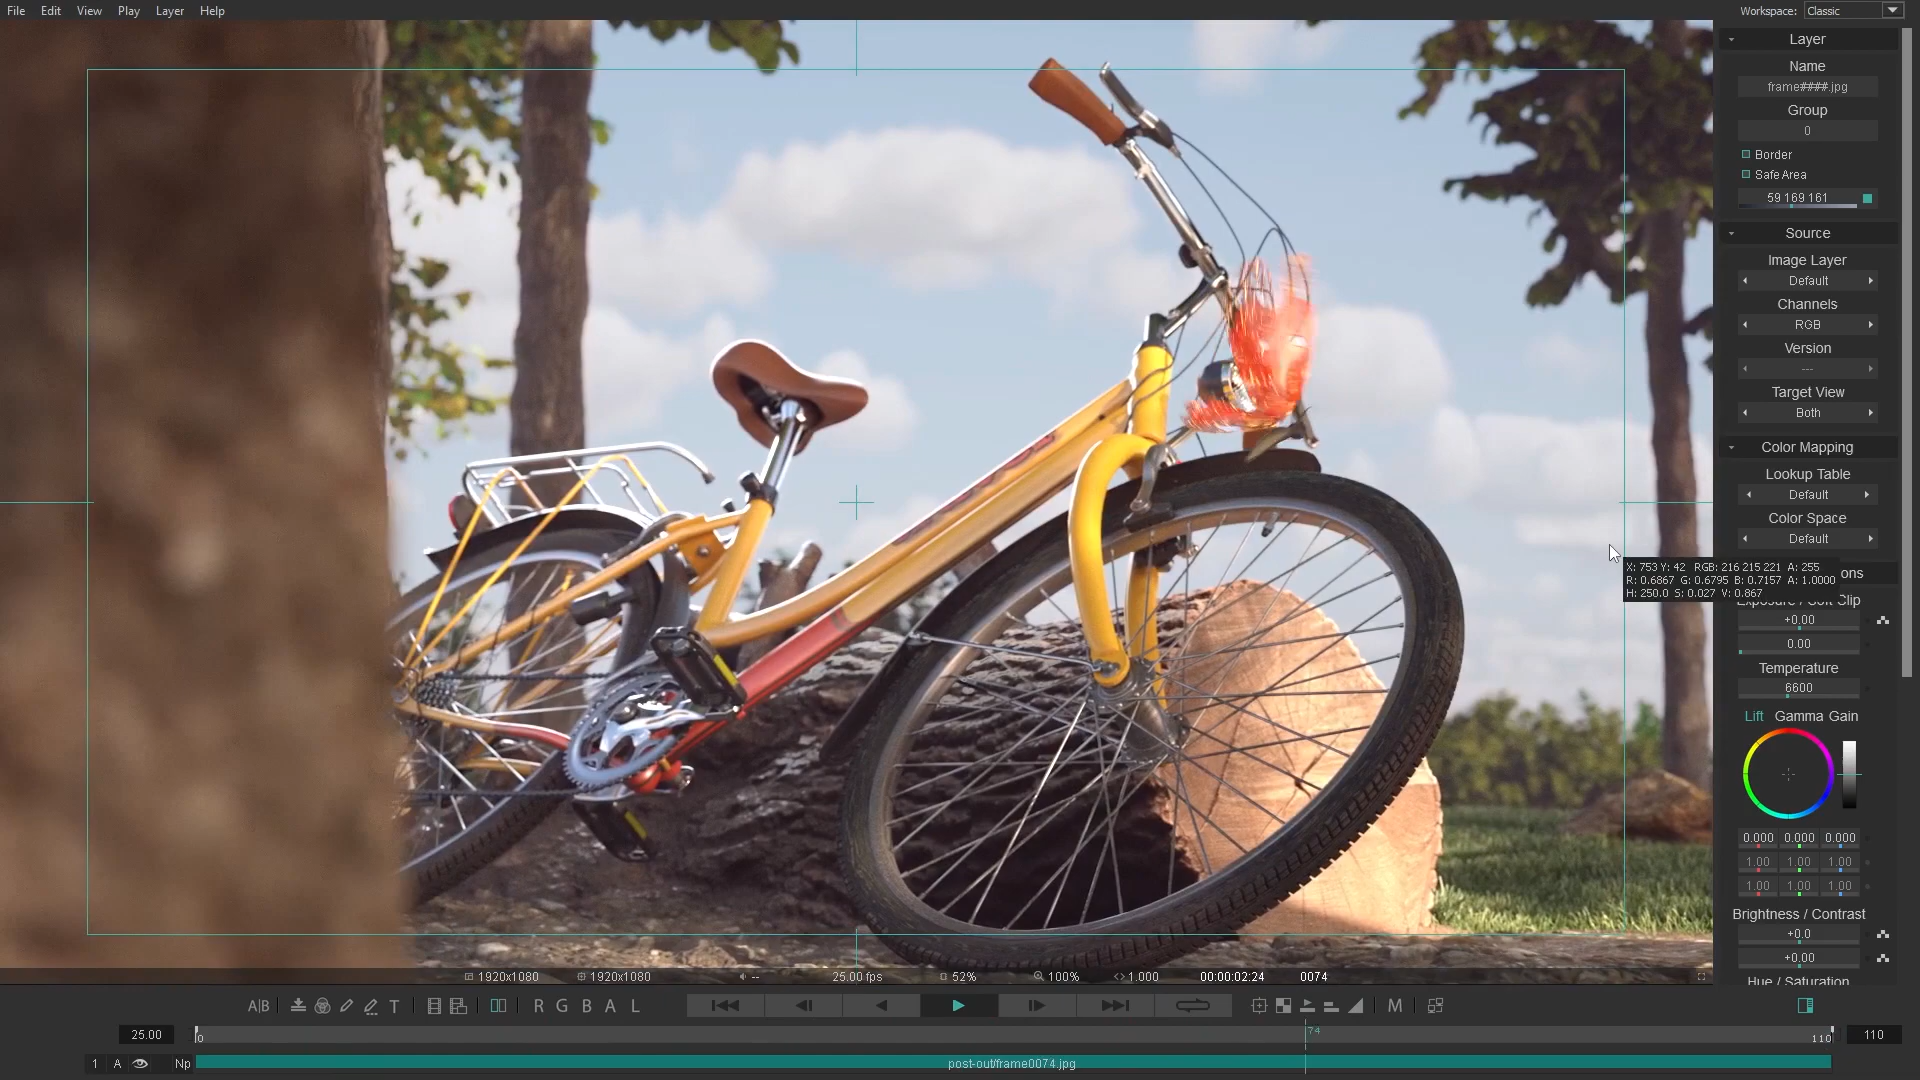 File Edit View Play Layer Help
Workspace: Classic
Layer
Name
frame####.jpg
Group
0
Border
Safe Area
59 169 161
Source
Image Layer
Default
Channels
RGB
Version
---
Target View
Both
Color Mapping
Lookup Table
Default
Color Space
Default
X: 753 Y: 42 RGB: 216 215 221 A: 255
R: 0.6867 G: 0.6795 B: 0.7157 A: 1.0000
H: 250.0 S: 0.027 V: 0.867
ons
Exposure / Soft Clip
+0.00
0.00
Temperature
6600
Lift Gamma Gain
0.000 0.000 0.000
1.00 1.00 1.00
1.00 1.00 1.00
Brightness / Contrast
+0.0
+0.00
Hue / Saturation
1920x1080 1920x1080 -- 25.00 fps 52% 100% <> 1.000 00:00:02:24 0074
A|B T R G B A L M
25.00 0 74 110 110
1 A Np post-out/frame0074.jpg